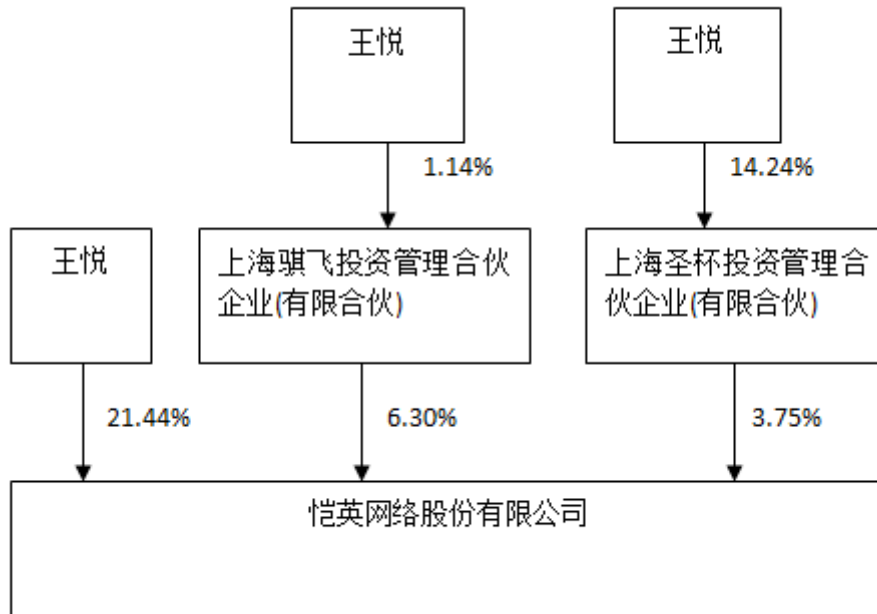 王悦
王悦
1.14%
14.24%
王悦
上海骐飞投资管理合伙
企业(有限合伙)
上海圣杯投资管理合
伙企业(有限合伙)
21.44%
6.30%
3.75%
恺英网络股份有限公司